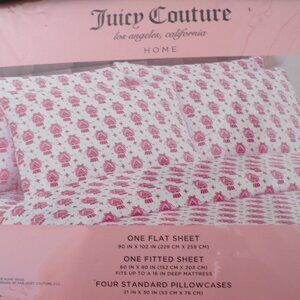 Juicy Couture
los angeles, california
HOME
ONE FLAT SHEET
90 IN X 102 IN (228 CM X 259 CM)
ONE FITTED SHEET
60 IN X 80 IN (152 CM X 203 CM)
FITS UP TO A 16 IN DEEP MATTRESS
FOUR STANDARD PILLOWCASES
21 IN X 30 IN (53 CM X 76 CM)